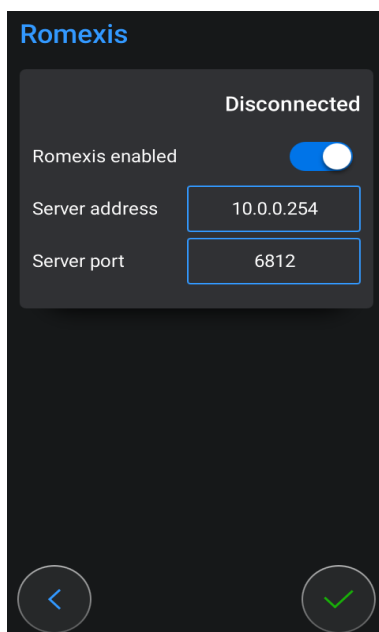 Romexis
Disconnected
Romexis enabled
Server address 10.0.0.254
Server port 6812